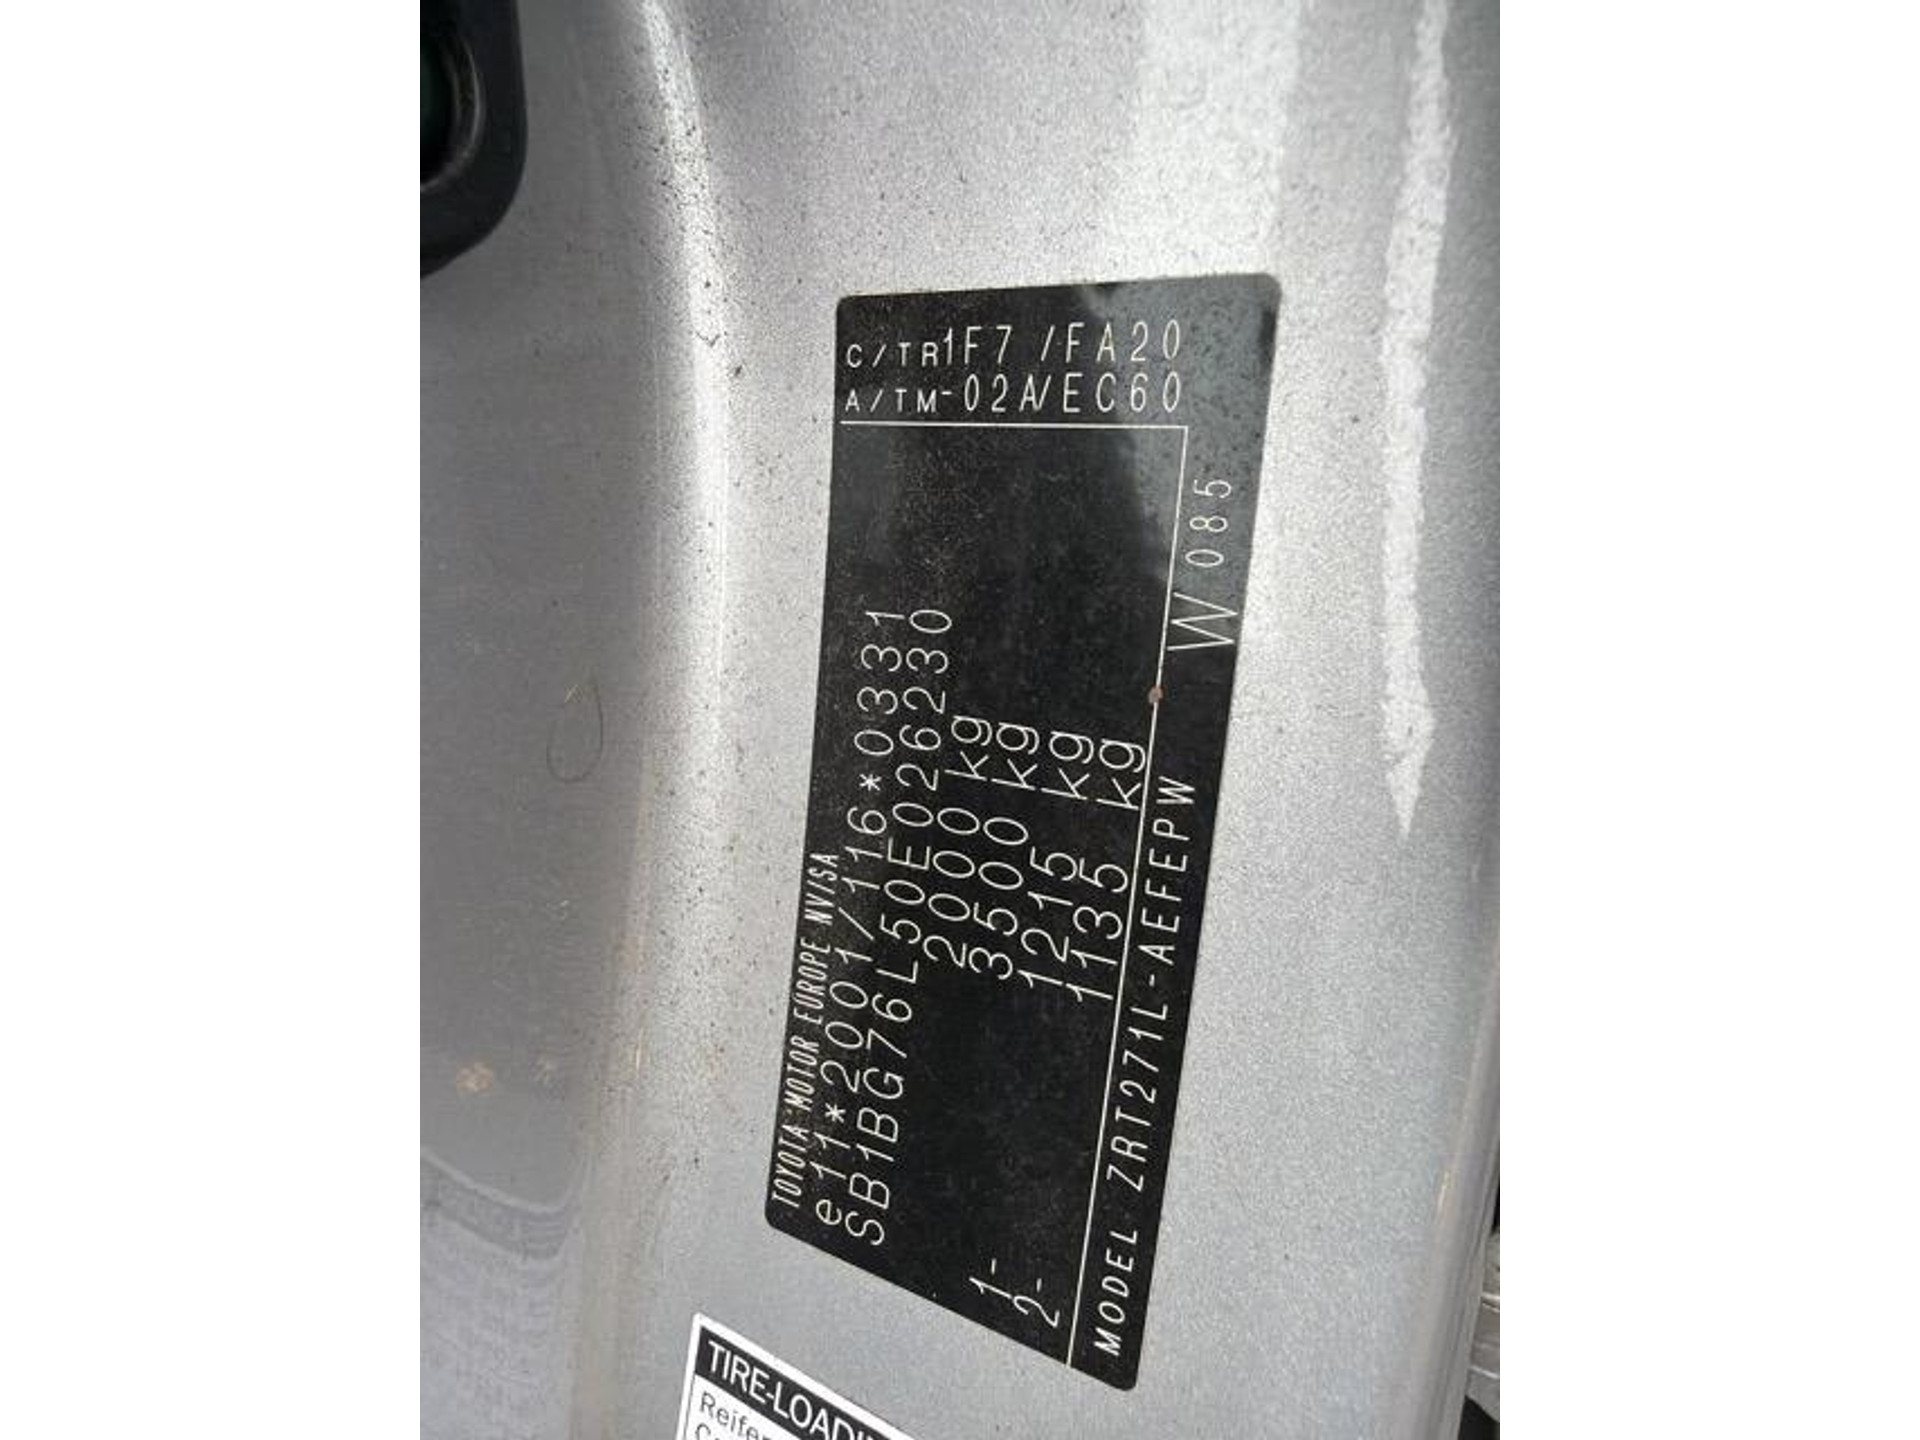 C/TR 1F7 /FA20
A/TM -02A/EC60
TOYOTA MOTOR EUROPE NV/SA
e11*2001/116*0331
SB1BG76L50E026230
2000 kg
3500 kg
1- 1215 kg
2- 1135 kg
MODEL ZRT271L-AEFEPW W085
TIRE-LOADI
Reifen